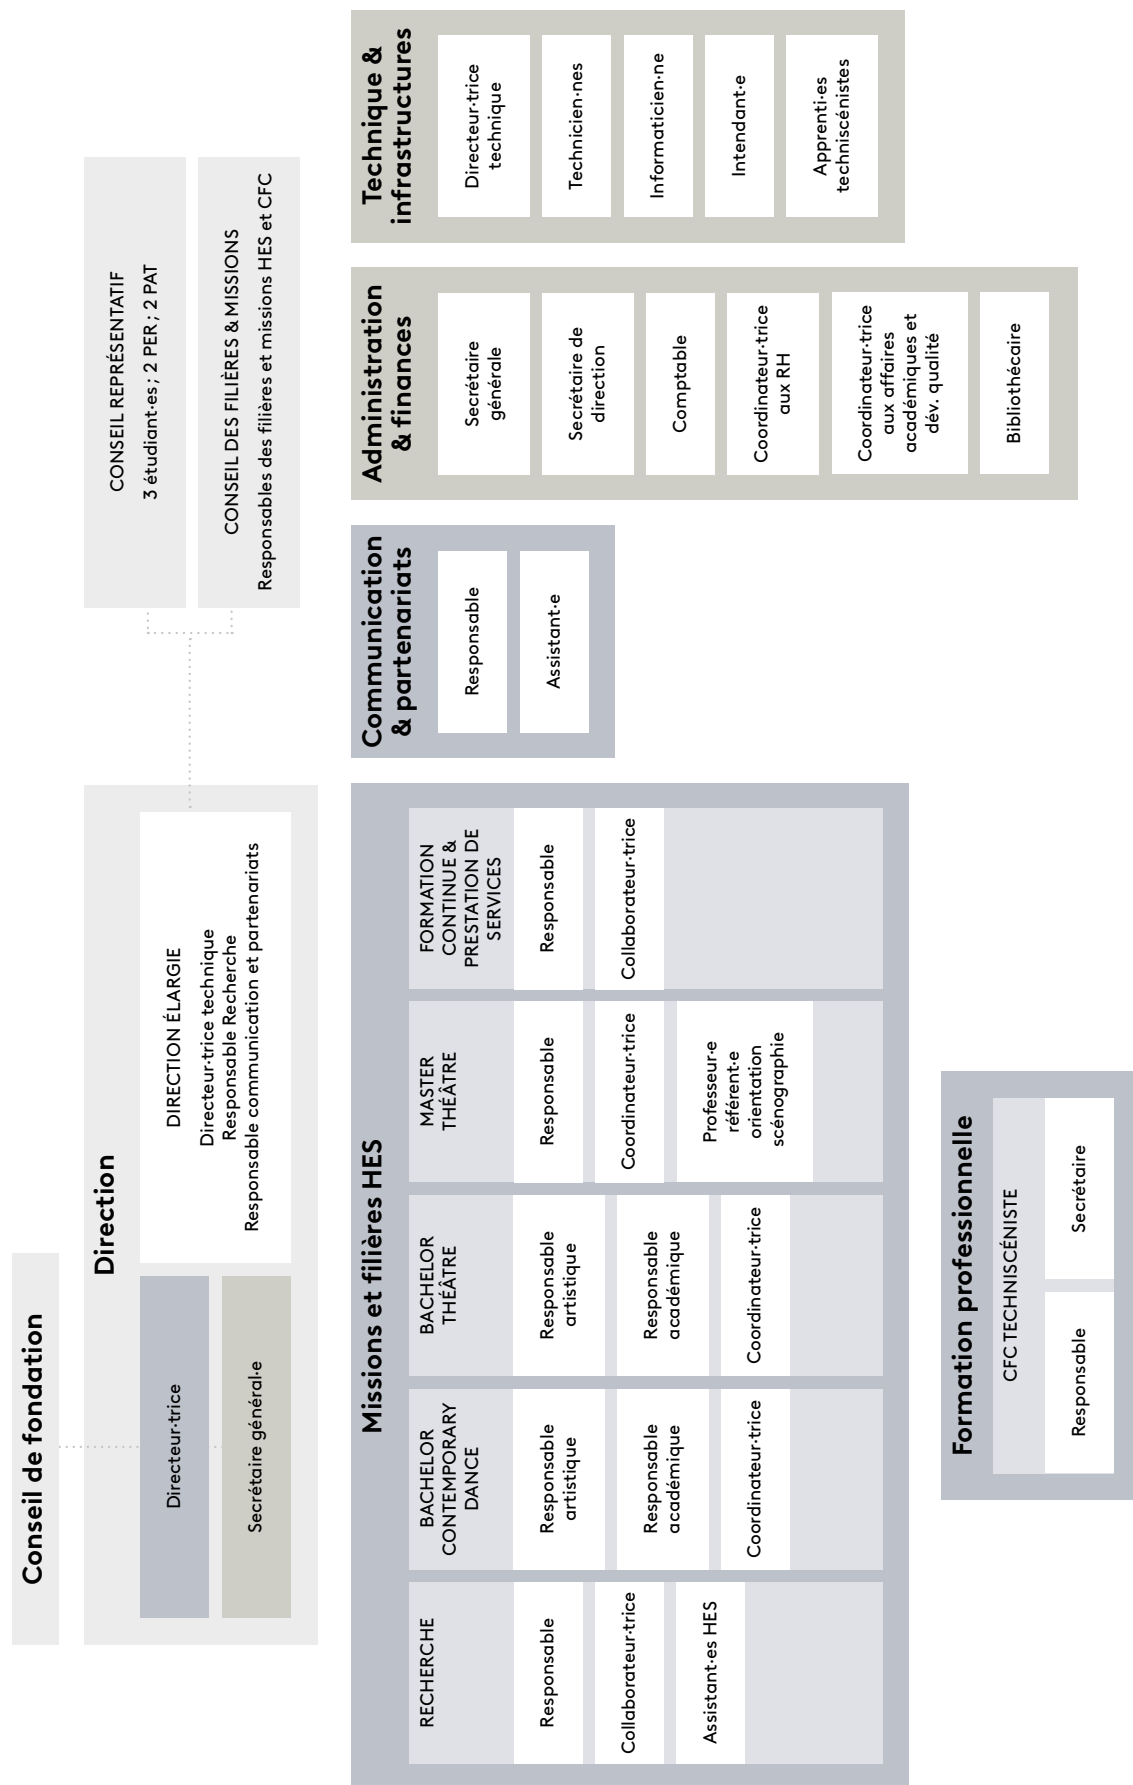 Conseil de fondation
Direction
Directeur·trice
Secrétaire général·e
DIRECTION ÉLARGIE
Directeur·trice technique
Responsable Recherche
Responsable communication et partenariats
CONSEIL REPRÉSENTATIF
3 étudiant·es ; 2 PER ; 2 PAT
CONSEIL DES FILIÈRES & MISSIONS
Responsables des filières et missions HES et CFC
Missions et filières HES
RECHERCHE
Responsable
Collaborateur·trice
Assistant·es HES
BACHELOR
CONTEMPORARY
DANCE
Responsable
artistique
Responsable
académique
Coordinateur·trice
BACHELOR
THÉÂTRE
Responsable
artistique
Responsable
académique
Coordinateur·trice
MASTER
THÉÂTRE
Responsable
Coordinateur·trice
Professeur·e
référent·e
orientation
scénographie
FORMATION
CONTINUE &
PRESTATION DE
SERVICES
Responsable
Collaborateur·trice
Communication
& partenariats
Responsable
Assistant·e
Administration
& finances
Secrétaire
générale
Secrétaire de
direction
Comptable
Coordinateur·trice
aux RH
Coordinateur·trice
aux affaires
académiques et
dév. qualité
Bibliothécaire
Technique &
infrastructures
Directeur·trice
technique
Technicien·nes
Informaticien·ne
Intendant·e
Apprenti·es
techniscénistes
Formation professionnelle
CFC TECHNISCÉNISTE
Responsable
Secrétaire